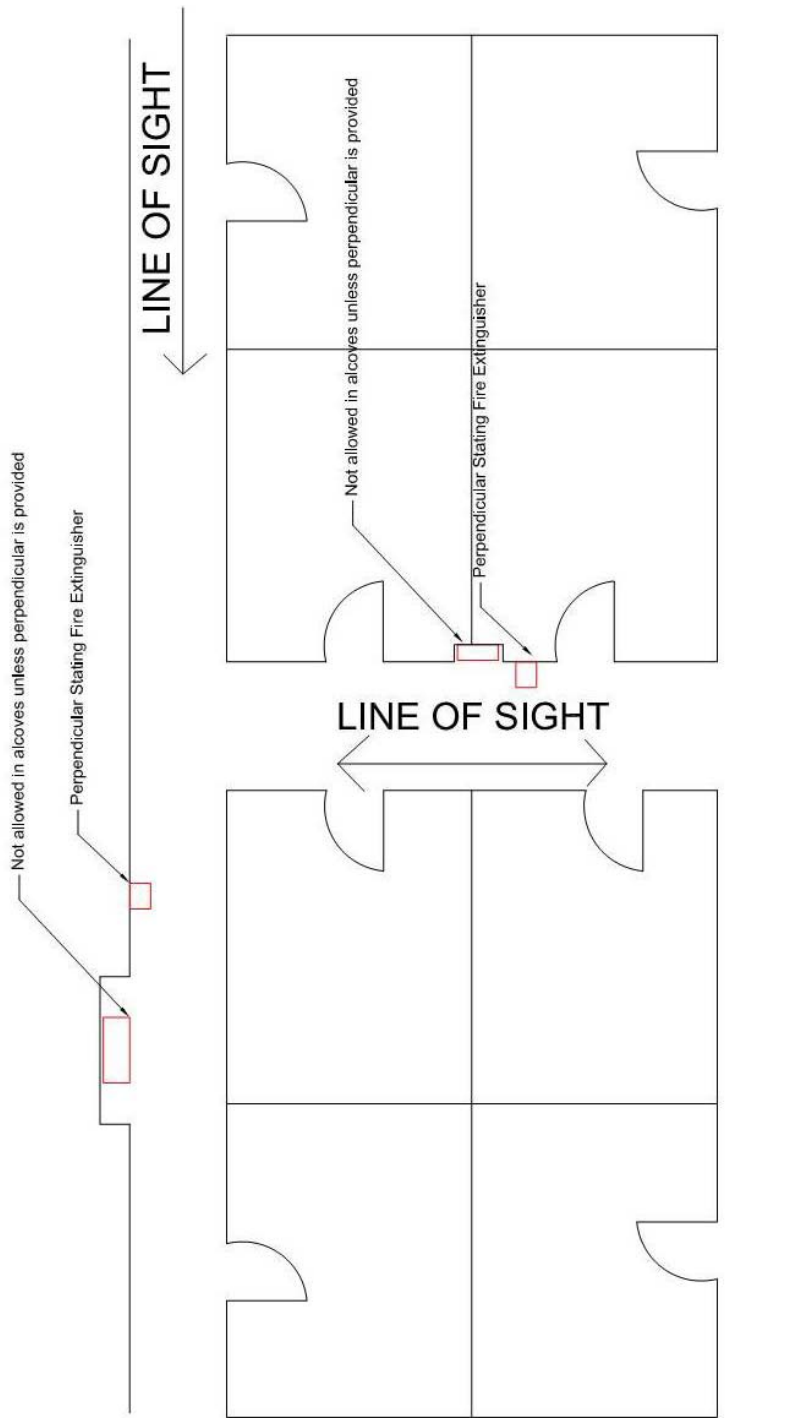 LINE OF SIGHT
Not allowed in alcoves unless perpendicular is provided
Perpendicular Stating Fire Extinguisher
Not allowed in alcoves unless perpendicular is provided
Perpendicular Stating Fire Extinguisher
LINE OF SIGHT